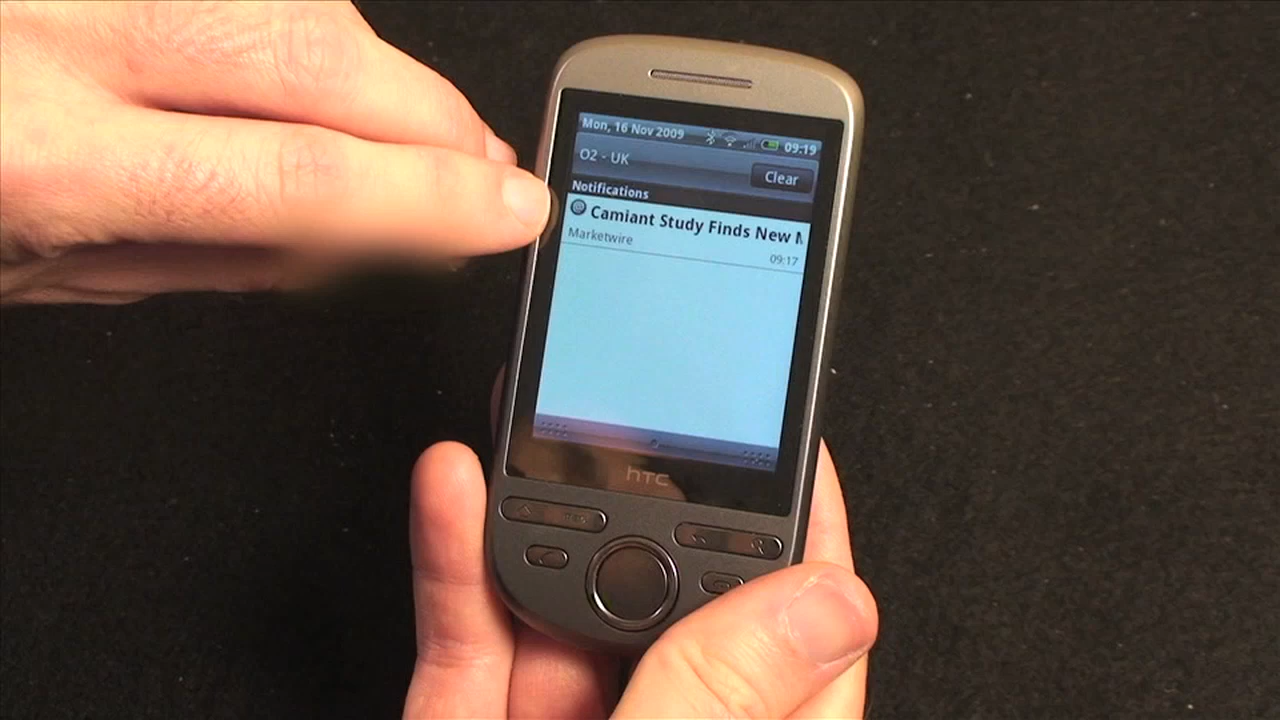 Mon, 16 Nov 2009 09:19
O2 - UK
Clear
Notifications
Camiant Study Finds New
Marketwire
09:17
hTC